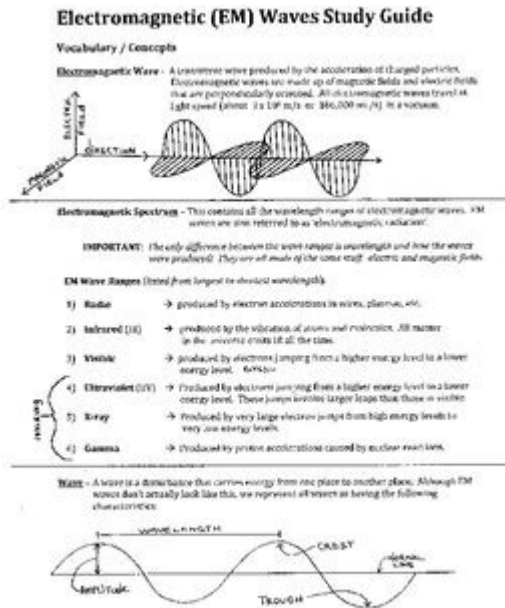 Electromagnetic (EM) Waves Study Guide
Vocabulary / Concepts
Electromagnetic Wave – A transverse wave produced by the acceleration of charged particles.
Electromagnetic waves are made up of magnetic fields and electric fields
that are perpendicularly oriented. All electromagnetic waves travel at
light speed (about 3 x 10⁸ m/s or 186,000 mi/s) in a vacuum.
ELECTRIC
FIELD
DIRECTION
MAGNETIC
FIELD
Electromagnetic Spectrum – This contains all the wavelength ranges of electromagnetic waves. EM
waves are also referred to as 'electromagnetic radiation'.
IMPORTANT: The only difference between the wave ranges is wavelength and how the waves
were produced. They are all made of the same stuff: electric and magnetic fields
EM Wave Ranges (listed from largest to shortest wavelength):
1) Radio → produced by electron accelerations in wires, plasmas, etc.
2) Infrared (IR) → produced by the vibration of atoms and molecules. All matter
in the universe emits IR all the time.
3) Visible → produced by electrons jumping from a higher energy level to a lower
energy level.
4) Ultraviolet (UV) → Produced by electrons jumping from a higher energy level to a lower
energy level. These jumps involve larger leaps than those in visible
5) X-ray → Produced by very large electron jumps from high energy levels to
very low energy levels.
6) Gamma → Produced by proton accelerations caused by nuclear reactions.
Wave – A wave is a disturbance that carries energy from one place to another place. Although EM
waves don't actually look like this, we represent all waves as having the following
characteristics:
WAVELENGTH
CREST
AMPLITUDE
TROUGH